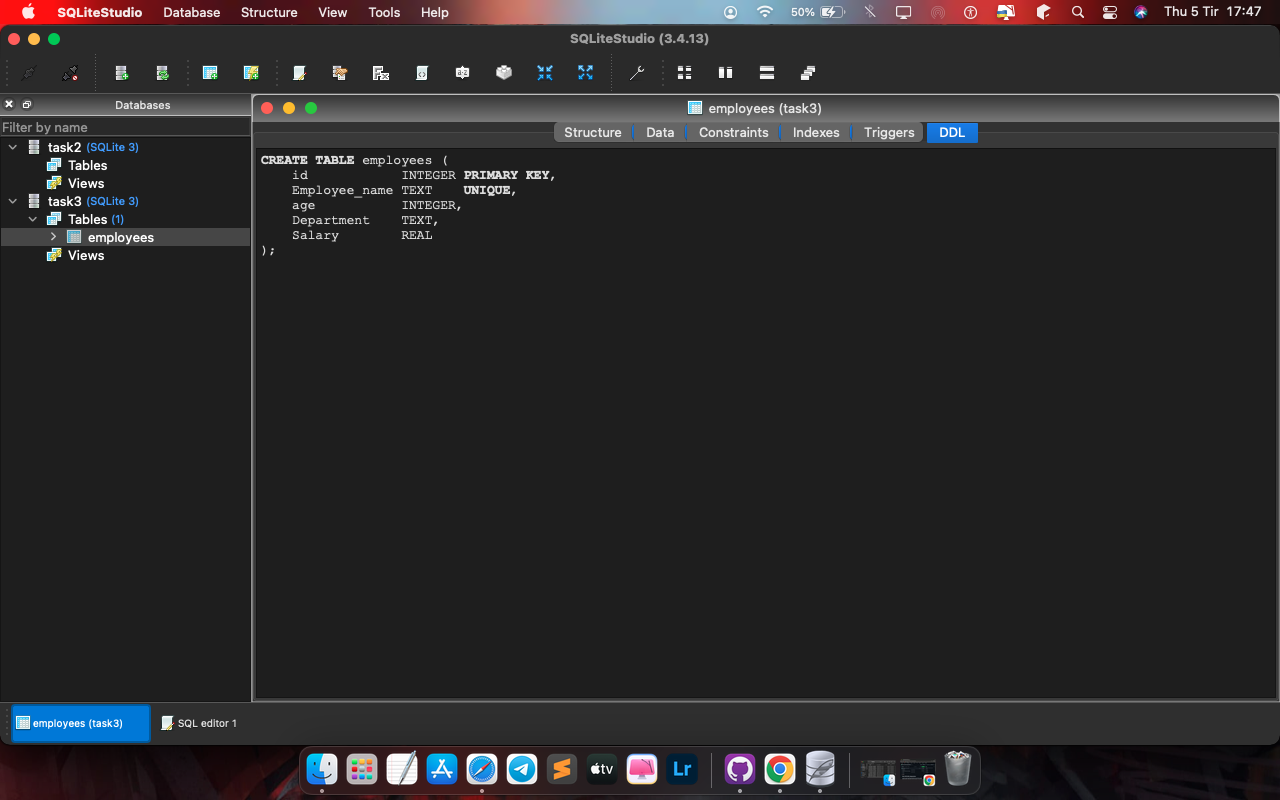 SQLiteStudio Database Structure View Tools Help 50% Thu 5 Tir 17:47
SQLiteStudio (3.4.13)
Databases
Filter by name
task2 (SQLite 3)
Tables
Views
task3 (SQLite 3)
Tables (1)
employees
Views
employees (task3)
Structure Data Constraints Indexes Triggers DDL
CREATE TABLE employees (
    id            INTEGER PRIMARY KEY,
    Employee_name TEXT    UNIQUE,
    age           INTEGER,
    Department    TEXT,
    Salary        REAL
);
employees (task3) SQL editor 1
tv Lr